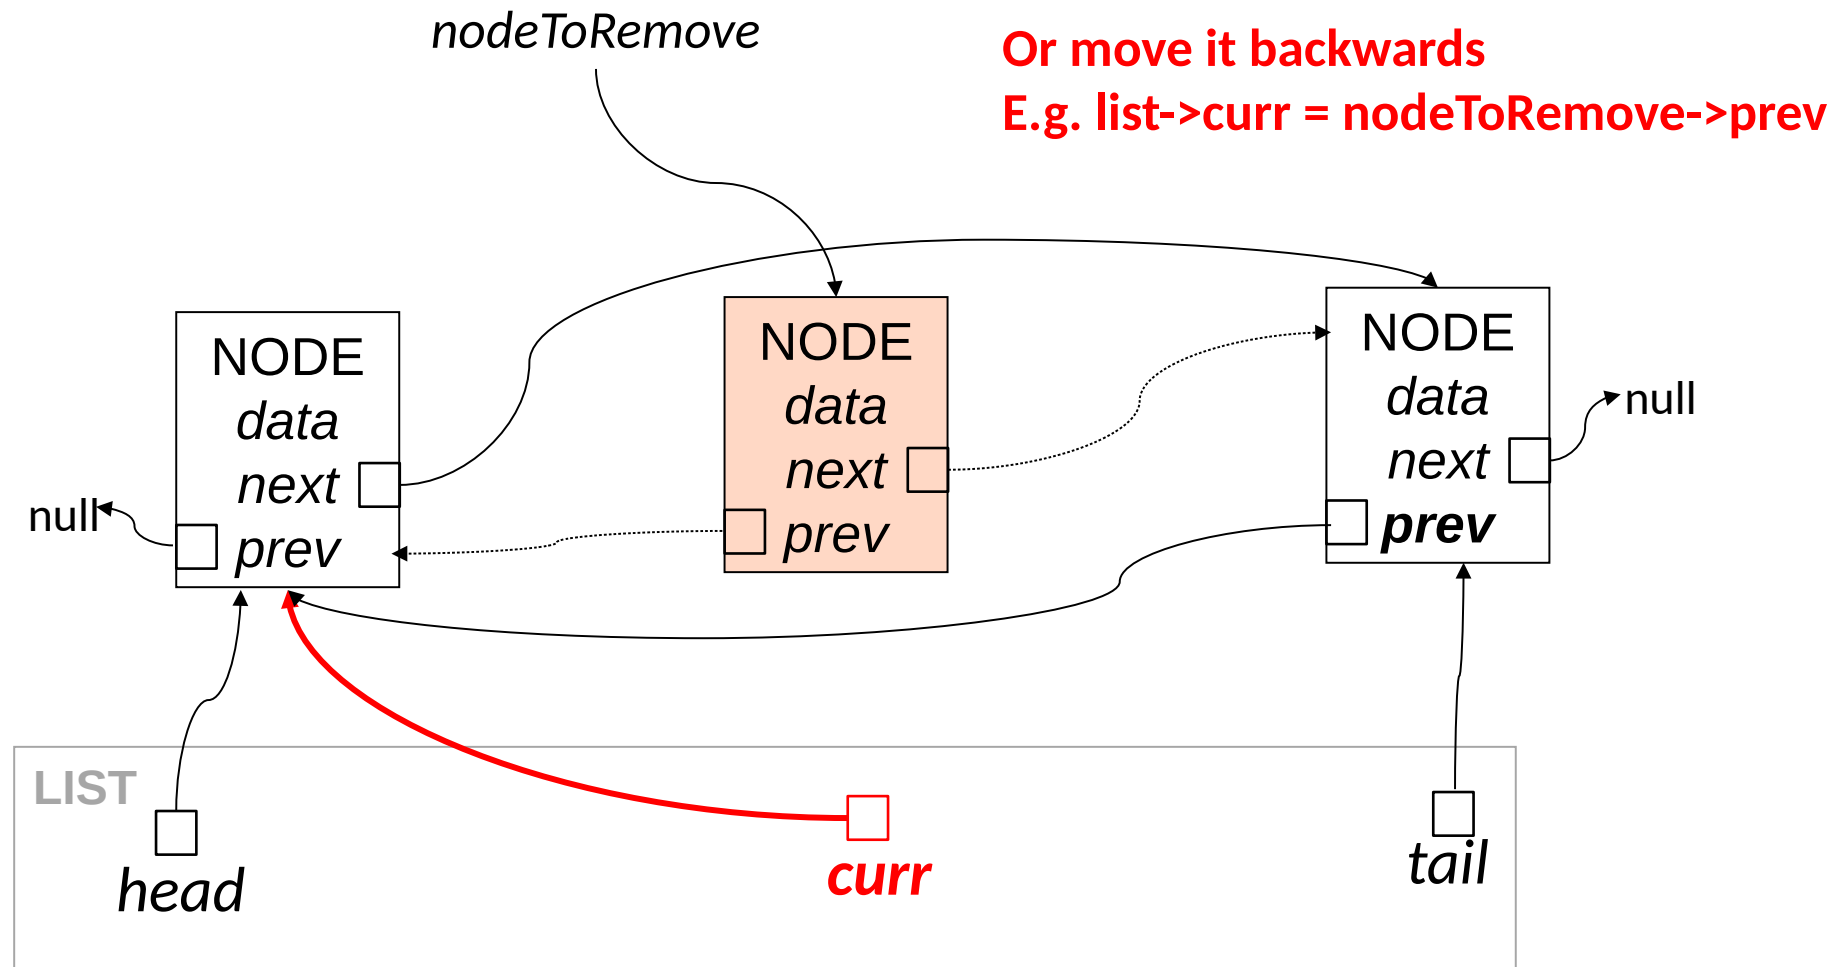 nodeToRemove
Or move it backwards
E.g. list->curr = nodeToRemove->prev
NODE
data
next
prev
null
NODE
data
next
prev
NODE
data
next
prev
null
LIST
head
curr
tail